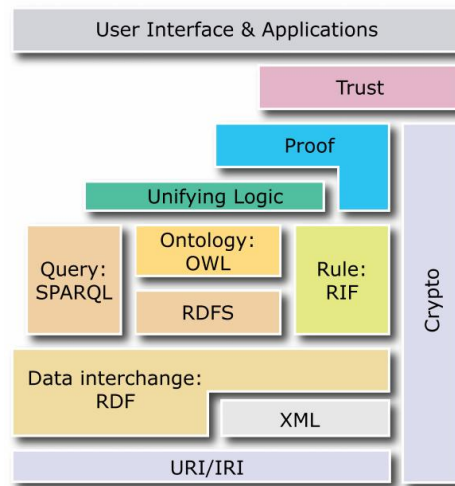 User Interface & Applications
Trust
Proof
Unifying Logic
Query:
SPARQL
Ontology:
OWL
RDFS
Rule:
RIF
Crypto
Data interchange:
RDF
XML
URI/IRI